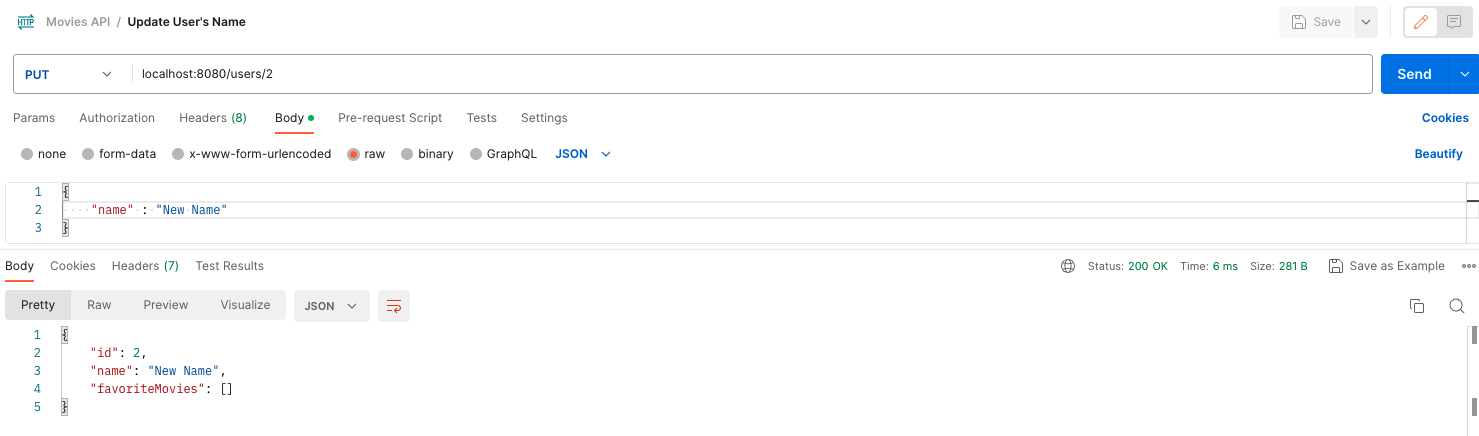 HTTP Movies API / Update User's Name Save
PUT localhost:8080/users/2 Send
Params Authorization Headers (8) Body Pre-request Script Tests Settings Cookies
none form-data x-www-form-urlencoded raw binary GraphQL JSON Beautify
1 {
2 "name" : "New Name"
3 }
Body Cookies Headers (7) Test Results Status: 200 OK Time: 6 ms Size: 281 B Save as Example
Pretty Raw Preview Visualize JSON
1 {
2 "id": 2,
3 "name": "New Name",
4 "favoriteMovies": []
5 }